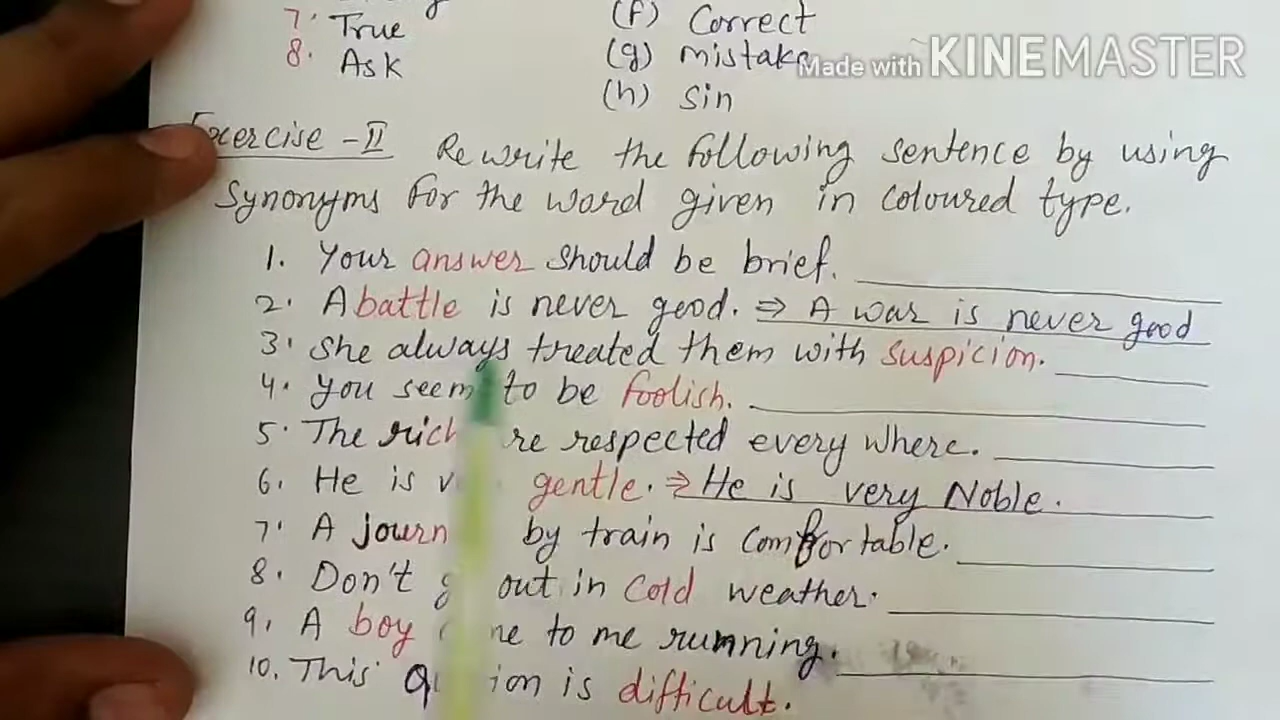 7. True (f) Correct
8. Ask (g) mistake
Made with KINEMASTER
(h) Sin
Exercise - II Rewrite the following sentence by using
Synonyms for the word given in coloured type.
1. Your answer should be brief.
2. A battle is never good. ⇒ A war is never good
3. She always treated them with suspicion.
4. You seem to be foolish.
5. The rich re respected every where.
6. He is v gentle. ⇒ He is very Noble.
7. A journ by train is comfortable.
8. Don't g out in cold weather.
9. A boy me to me running.
10. This qu ion is difficult.